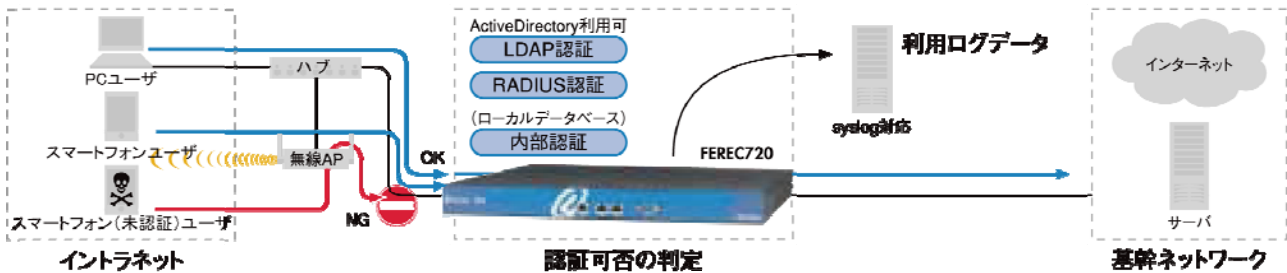 PCユーザ
スマートフォンユーザ
スマートフォン(未認証)ユーザ
イントラネット
ハブ
無線AP
OK
NG
ActiveDirectory利用可
LDAP認証
RADIUS認証
(ローカルデータベース)
内部認証
FEREC720
認証可否の判定
利用ログデータ
syslog対応
インターネット
サーバ
基幹ネットワーク